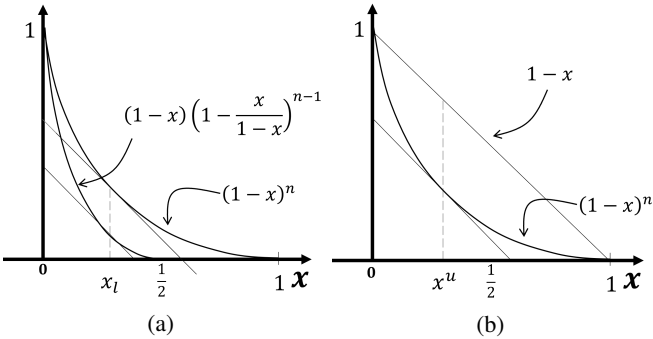 1
(1 − x) (1 − x/(1 − x))^{n−1}
(1 − x)^n
0
x_l
1/2
1
x
(a)
1
1 − x
(1 − x)^n
0
x^u
1/2
1
x
(b)